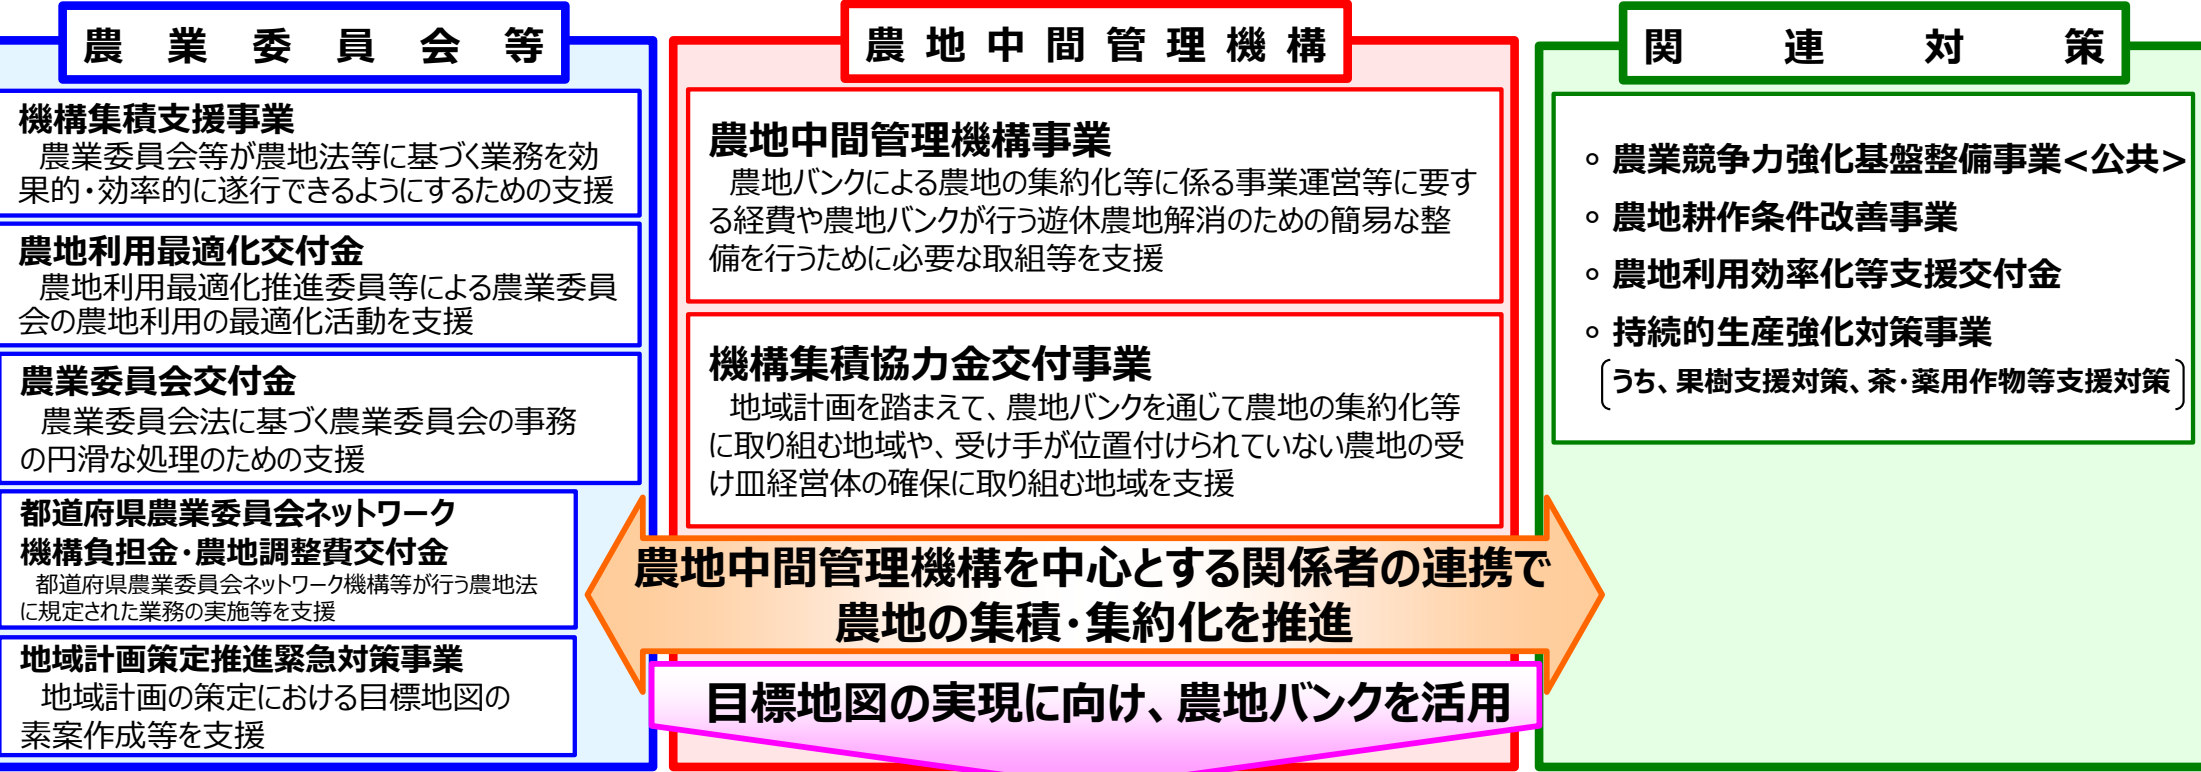 農業委員会等
機構集積支援事業
農業委員会等が農地法等に基づく業務を効
果的・効率的に遂行できるようにするための支援
農地利用最適化交付金
農地利用最適化推進委員等による農業委員
会の農地利用の最適化活動を支援
農業委員会交付金
農業委員会法に基づく農業委員会の事務
の円滑な処理のための支援
都道府県農業委員会ネットワーク
機構負担金・農地調整費交付金
都道府県農業委員会ネットワーク機構等が行う農地法
に規定された業務の実施等を支援
地域計画策定推進緊急対策事業
地域計画の策定における目標地図の
素案作成等を支援
農地中間管理機構
農地中間管理機構事業
農地バンクによる農地の集約化等に係る事業運営等に要す
る経費や農地バンクが行う遊休農地解消のための簡易な整
備を行うために必要な取組等を支援
機構集積協力金交付事業
地域計画を踏まえて、農地バンクを通じて農地の集約化等
に取り組む地域や、受け手が位置付けられていない農地の受
け皿経営体の確保に取り組む地域を支援
関連対策
○ 農業競争力強化基盤整備事業<公共>
○ 農地耕作条件改善事業
○ 農地利用効率化等支援交付金
○ 持続的生産強化対策事業
うち、果樹支援対策、茶・薬用作物等支援対策
農地中間管理機構を中心とする関係者の連携で
農地の集積・集約化を推進
目標地図の実現に向け、農地バンクを活用